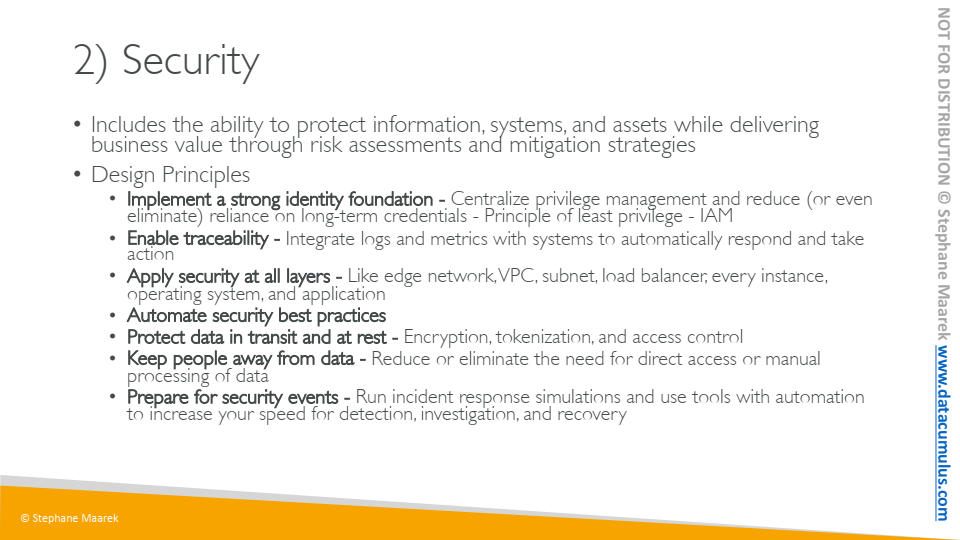 2) Security
• Includes the ability to protect information, systems, and assets while delivering
business value through risk assessments and mitigation strategies
• Design Principles
• Implement a strong identity foundation - Centralize privilege management and reduce (or even
eliminate) reliance on long-term credentials - Principle of least privilege - IAM
• Enable traceability - Integrate logs and metrics with systems to automatically respond and take
action
• Apply security at all layers - Like edge network, VPC, subnet, load balancer, every instance,
operating system, and application
• Automate security best practices
• Protect data in transit and at rest - Encryption, tokenization, and access control
• Keep people away from data - Reduce or eliminate the need for direct access or manual
processing of data
• Prepare for security events - Run incident response simulations and use tools with automation
to increase your speed for detection, investigation, and recovery
© Stephane Maarek
NOT FOR DISTRIBUTION © Stephane Maarek www.datacumulus.com